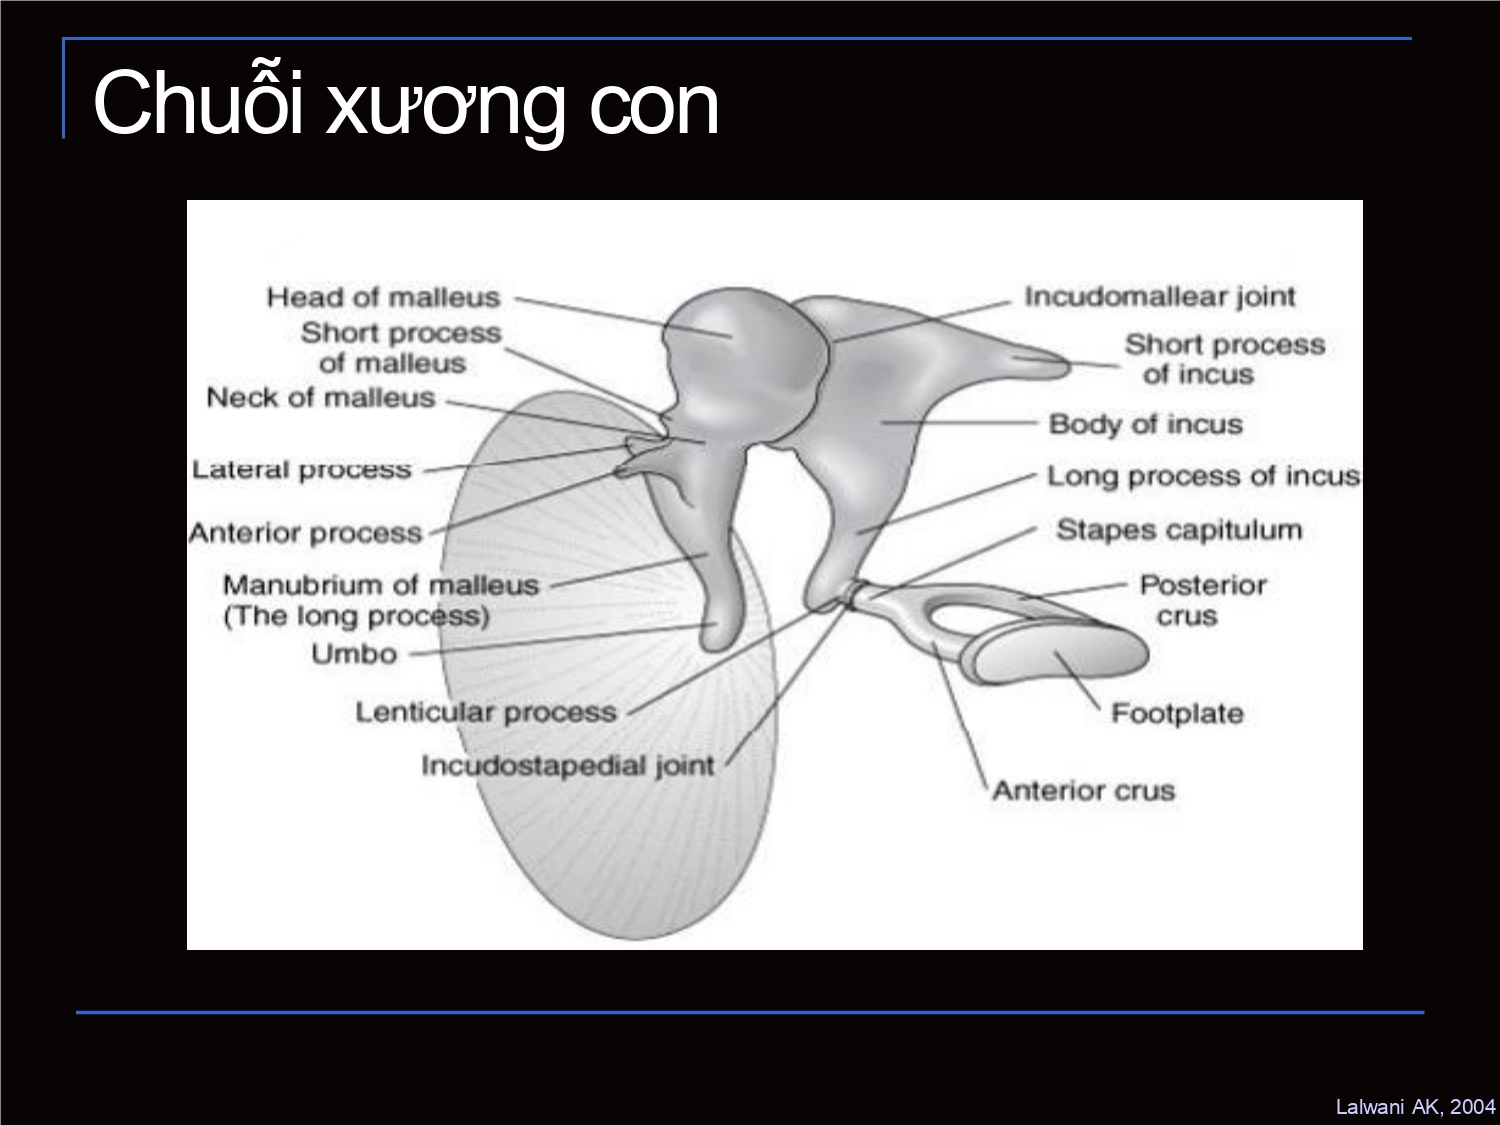 Chuỗi xương con
Head of malleus
Short process
of malleus
Neck of malleus
Lateral process
Anterior process
Manubrium of malleus
(The long process)
Umbo
Lenticular process
Incudostapedial joint
Incudomallear joint
Short process
of incus
Body of incus
Long process of incus
Stapes capitulum
Posterior
crus
Footplate
Anterior crus
Lalwani AK, 2004